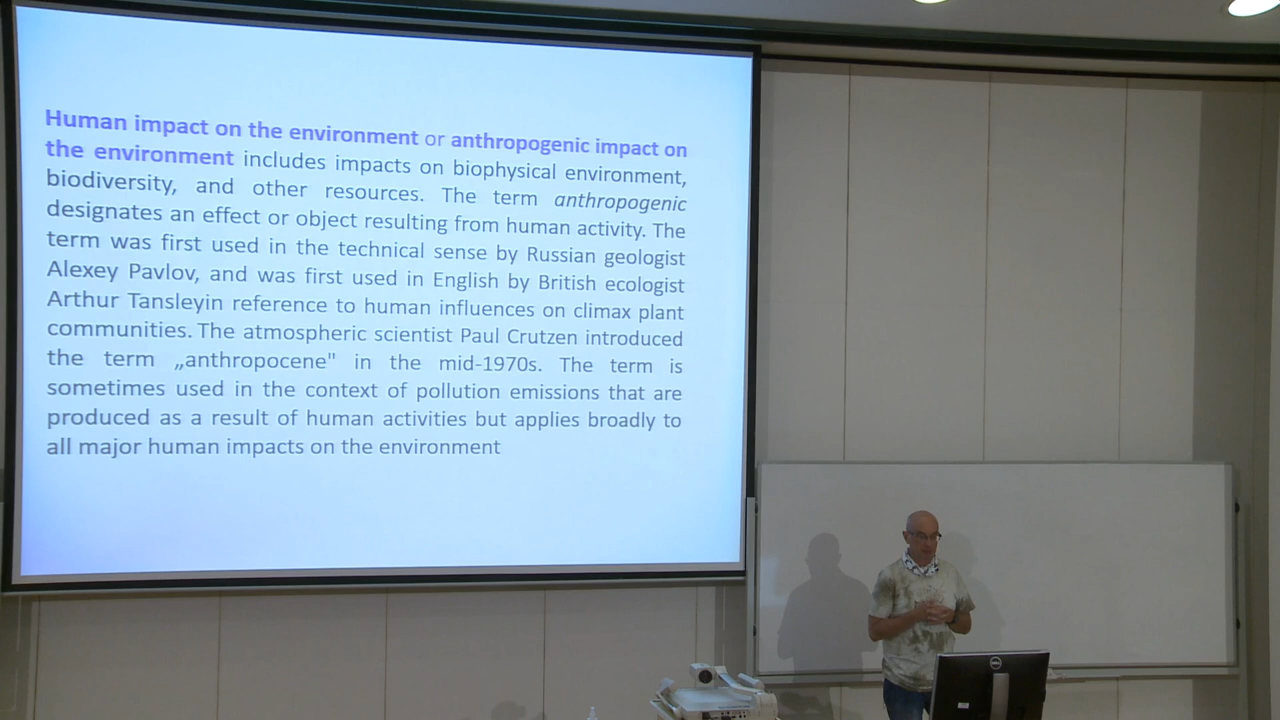 Human impact on the environment or anthropogenic impact on
the environment includes impacts on biophysical environment,
biodiversity, and other resources. The term anthropogenic
designates an effect or object resulting from human activity. The
term was first used in the technical sense by Russian geologist
Alexey Pavlov, and was first used in English by British ecologist
Arthur Tansleyin reference to human influences on climax plant
communities. The atmospheric scientist Paul Crutzen introduced
the term „anthropocene" in the mid-1970s. The term is
sometimes used in the context of pollution emissions that are
produced as a result of human activities but applies broadly to
all major human impacts on the environment
DELL